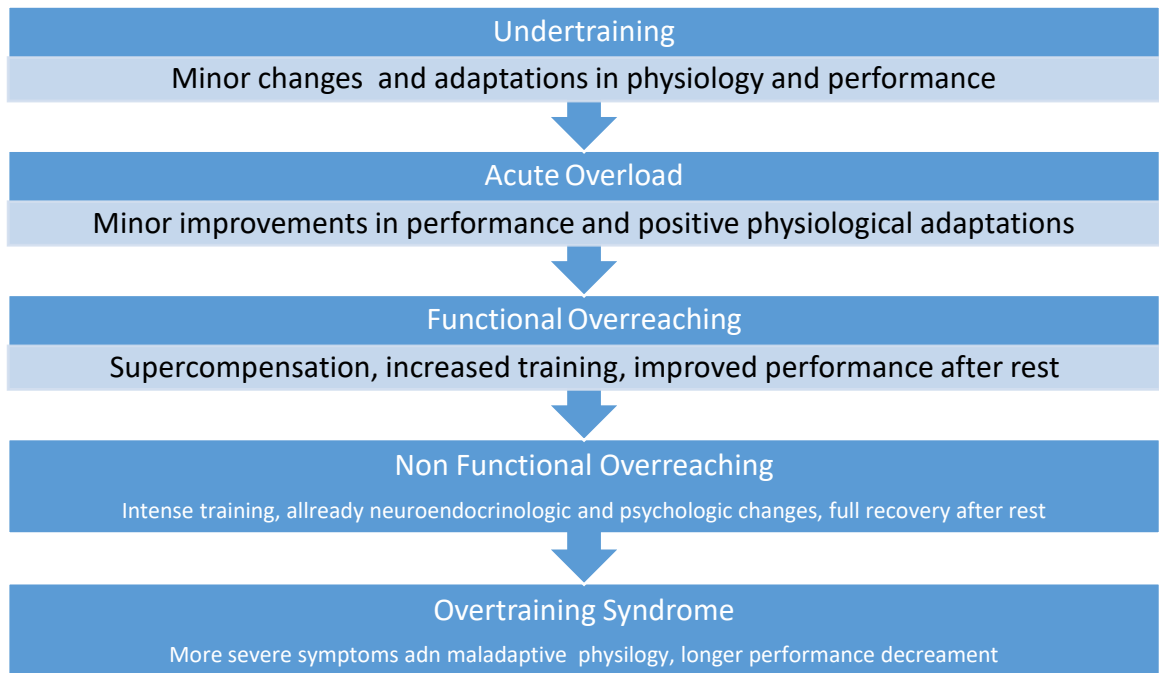 Undertraining
Minor changes and adaptations in physiology and performance
Acute Overload
Minor improvements in performance and positive physiological adaptations
Functional Overreaching
Supercompensation, increased training, improved performance after rest
Non Functional Overreaching
Intense training, allready neuroendocrinologic and psychologic changes, full recovery after rest
Overtraining Syndrome
More severe symptoms adn maladaptive physilogy, longer performance decreament